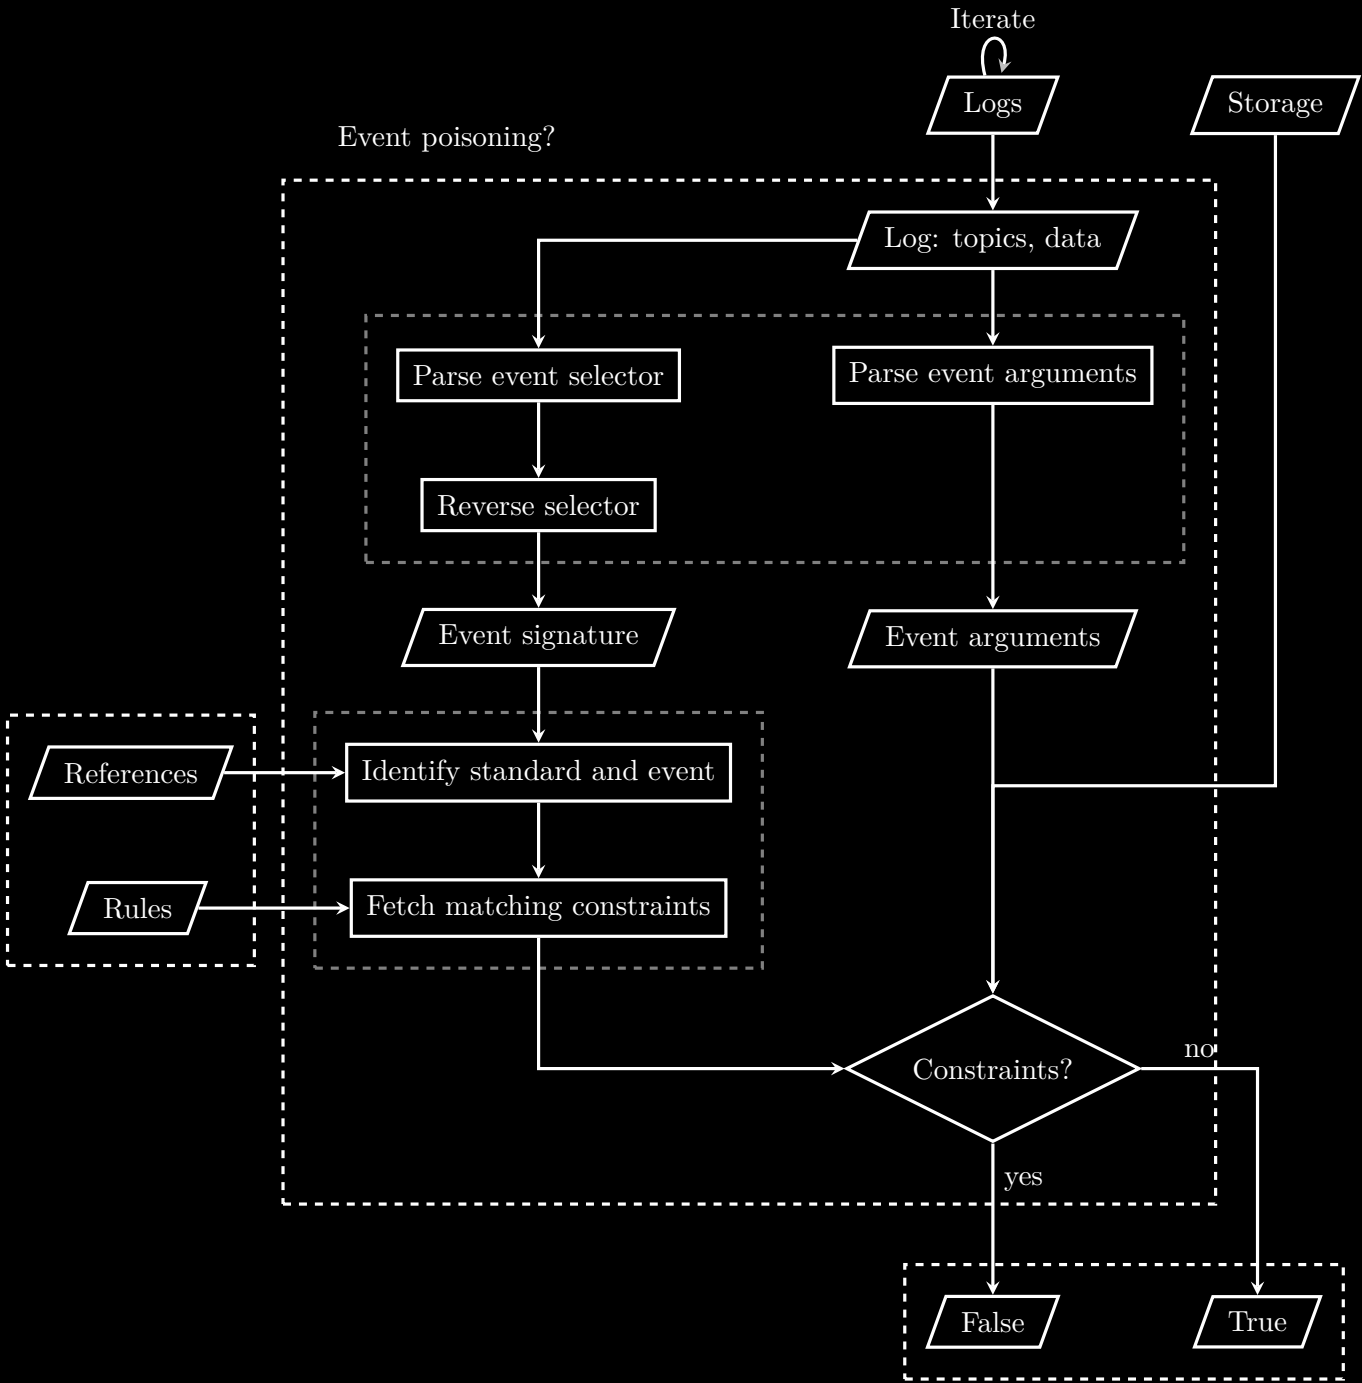 Iterate
Logs
Storage
Event poisoning?
Log: topics, data
Parse event selector
Parse event arguments
Reverse selector
Event signature
Event arguments
References
Identify standard and event
Rules
Fetch matching constraints
Constraints?
no
yes
False
True